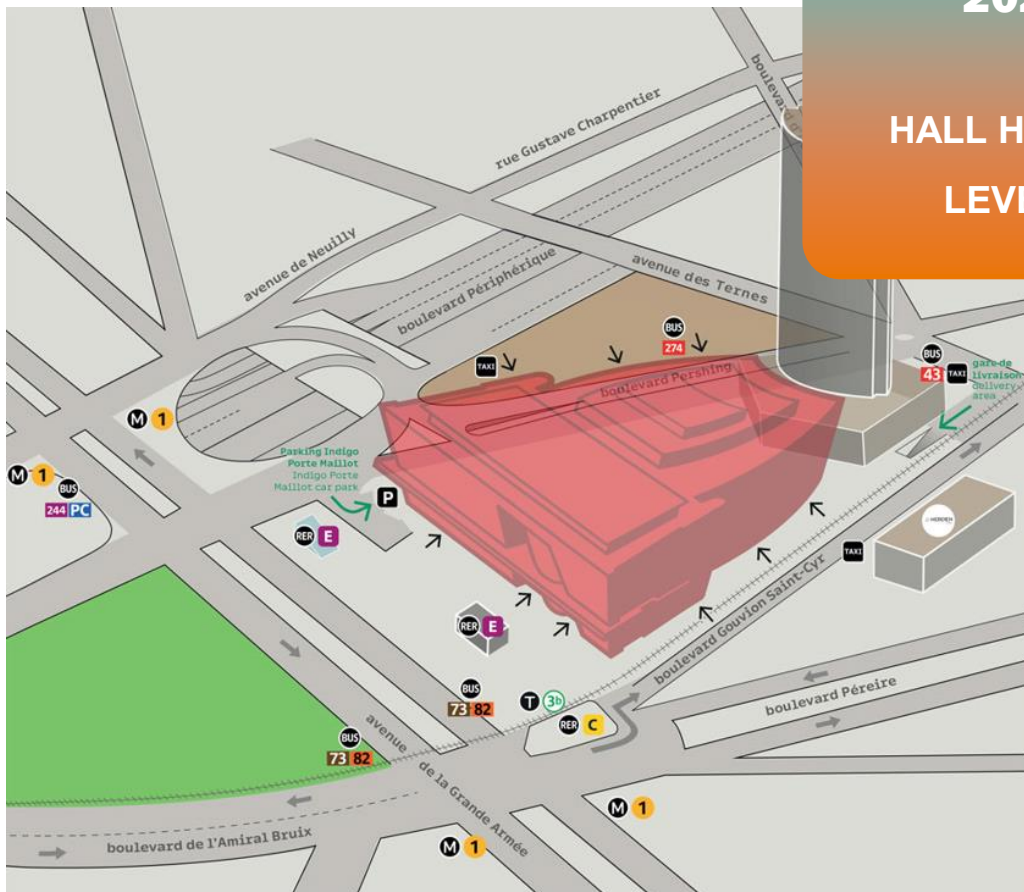 HALL H
LEV
rue Gustave Charpentier
avenue de Neuilly
boulevard Périphérique
avenue des Ternes
boulevard
BUS
274
TAXI
boulevard Pershing
BUS
43 TAXI
gare de
livraison
delivery
area
M 1
M 1
BUS
244 PC
Parking Indigo
Porte Maillot
Indigo Porte
Maillot car park
P
RER E
RER E
TAXI
MERIDIEN
boulevard Gouvion Saint-Cyr
boulevard Péreire
BUS
73 82
T 3b
RER C
BUS
73 82
avenue
de la Grande Armée
boulevard de l'Amiral Bruix
M 1
M 1